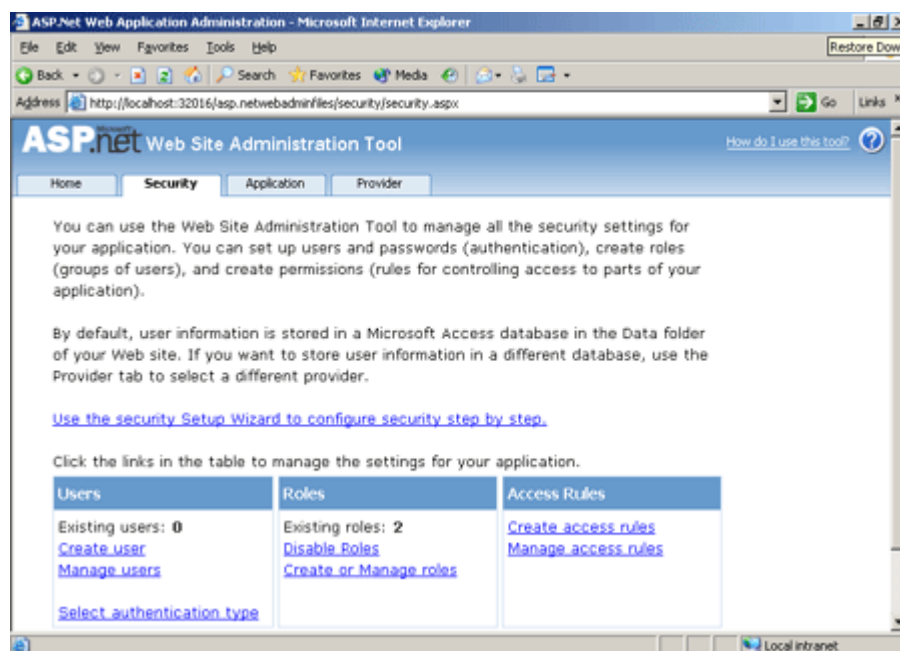 ASP.Net Web Application Administration - Microsoft Internet Explorer
File Edit View Favorites Tools Help
Restore Dow
Back Search Favorites Media
Address http://localhost:32016/asp.netwebadminfiles/security/security.aspx Go Links
Microsoft
ASP.net Web Site Administration Tool How do I use this tool? ?
Home Security Application Provider
You can use the Web Site Administration Tool to manage all the security settings for
your application. You can set up users and passwords (authentication), create roles
(groups of users), and create permissions (rules for controlling access to parts of your
application).
By default, user information is stored in a Microsoft Access database in the Data folder
of your Web site. If you want to store user information in a different database, use the
Provider tab to select a different provider.
Use the security Setup Wizard to configure security step by step.
Click the links in the table to manage the settings for your application.
Users Roles Access Rules
Existing users: 0 Existing roles: 2 Create access rules
Create user Disable Roles Manage access rules
Manage users Create or Manage roles
Select authentication type
Local intranet